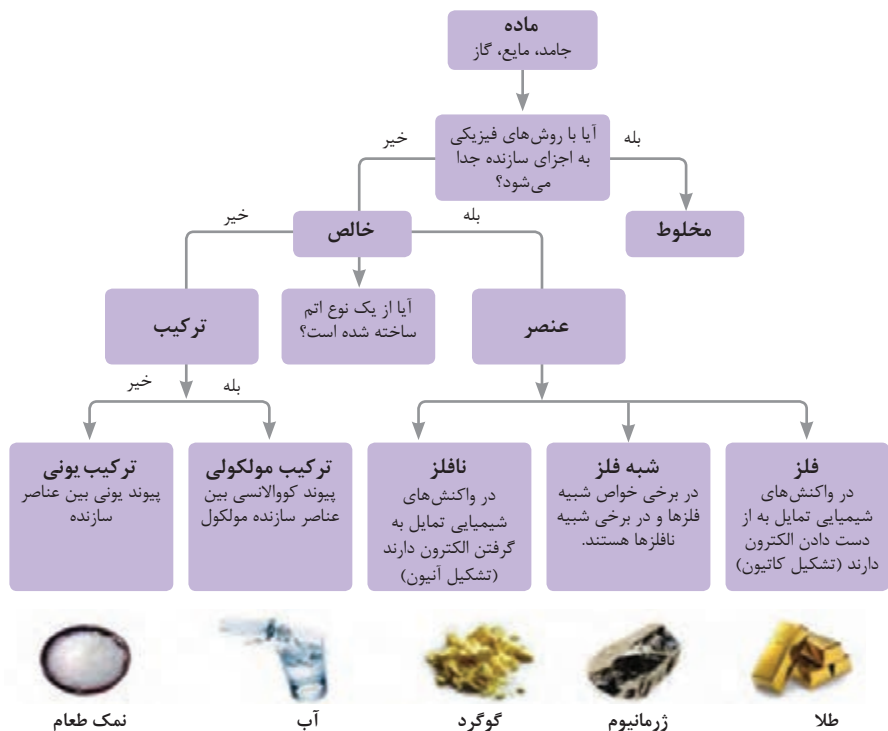 ماده
جامد، مایع، گاز
آیا با روش‌های فیزیکی
به اجزای سازنده جدا
می‌شود؟
بله
خیر
مخلوط
خالص
بله
خیر
آیا از یک نوع اتم
ساخته شده است؟
عنصر
ترکیب
بله
خیر
فلز
در واکنش‌های
شیمیایی تمایل به از
دست دادن الکترون
دارند (تشکیل کاتیون)
شبه فلز
در برخی خواص شبیه
فلزها و در برخی شبیه
نافلزها هستند.
نافلز
در واکنش‌های
شیمیایی تمایل به
گرفتن الکترون دارند
(تشکیل آنیون)
ترکیب مولکولی
پیوند کووالانسی بین
عناصر سازنده مولکول
ترکیب یونی
پیوند یونی بین عناصر
سازنده
طلا
ژرمانیوم
گوگرد
آب
نمک طعام